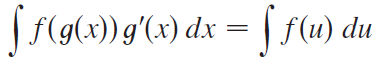 ∫ f(g(x)) g′(x) dx = ∫ f(u) du